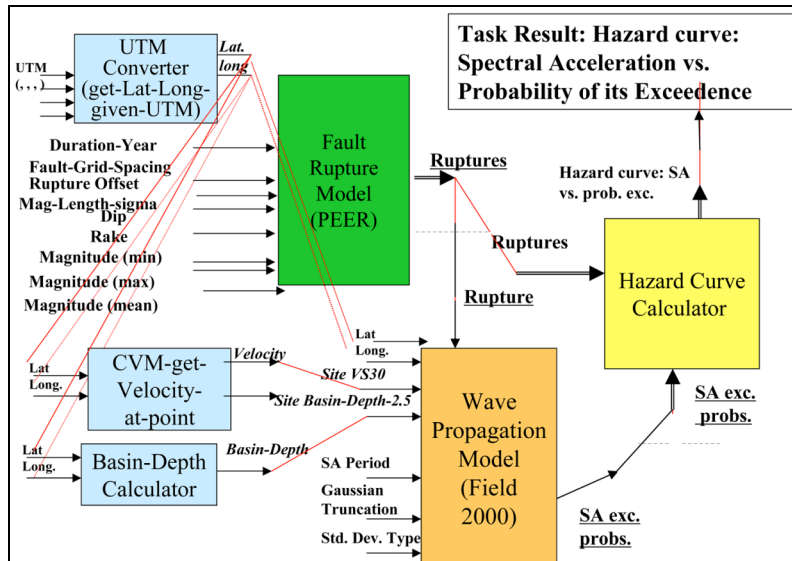 UTM
Converter
(get-Lat-Long-
given-UTM)
Lat.
long
UTM
(, , , )
Task Result: Hazard curve:
Spectral Acceleration vs.
Probability of its Exceedence
Duration-Year
Fault-Grid-Spacing
Rupture Offset
Mag-Length-sigma
Dip
Rake
Magnitude (min)
Magnitude (max)
Magnitude (mean)
Fault
Rupture
Model
(PEER)
Ruptures
Ruptures
Rupture
Hazard curve: SA
vs. prob. exc.
Hazard Curve
Calculator
Lat
Long.
CVM-get-
Velocity-
at-point
Velocity
Lat
Long.
Site VS30
Site Basin-Depth-2.5
Lat
Long.
Basin-Depth
Calculator
Basin-Depth
SA Period
Gaussian
Truncation
Std. Dev. Type
Wave
Propagation
Model
(Field
2000)
SA exc.
probs.
SA exc.
probs.